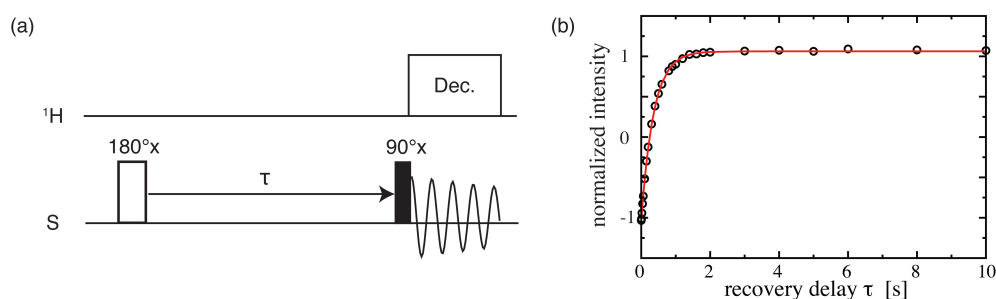 (a)
Dec.
¹H
180°x
90°x
τ
S
(b)
normalized intensity
1
0
-1
0 2 4 6 8 10
recovery delay τ [s]